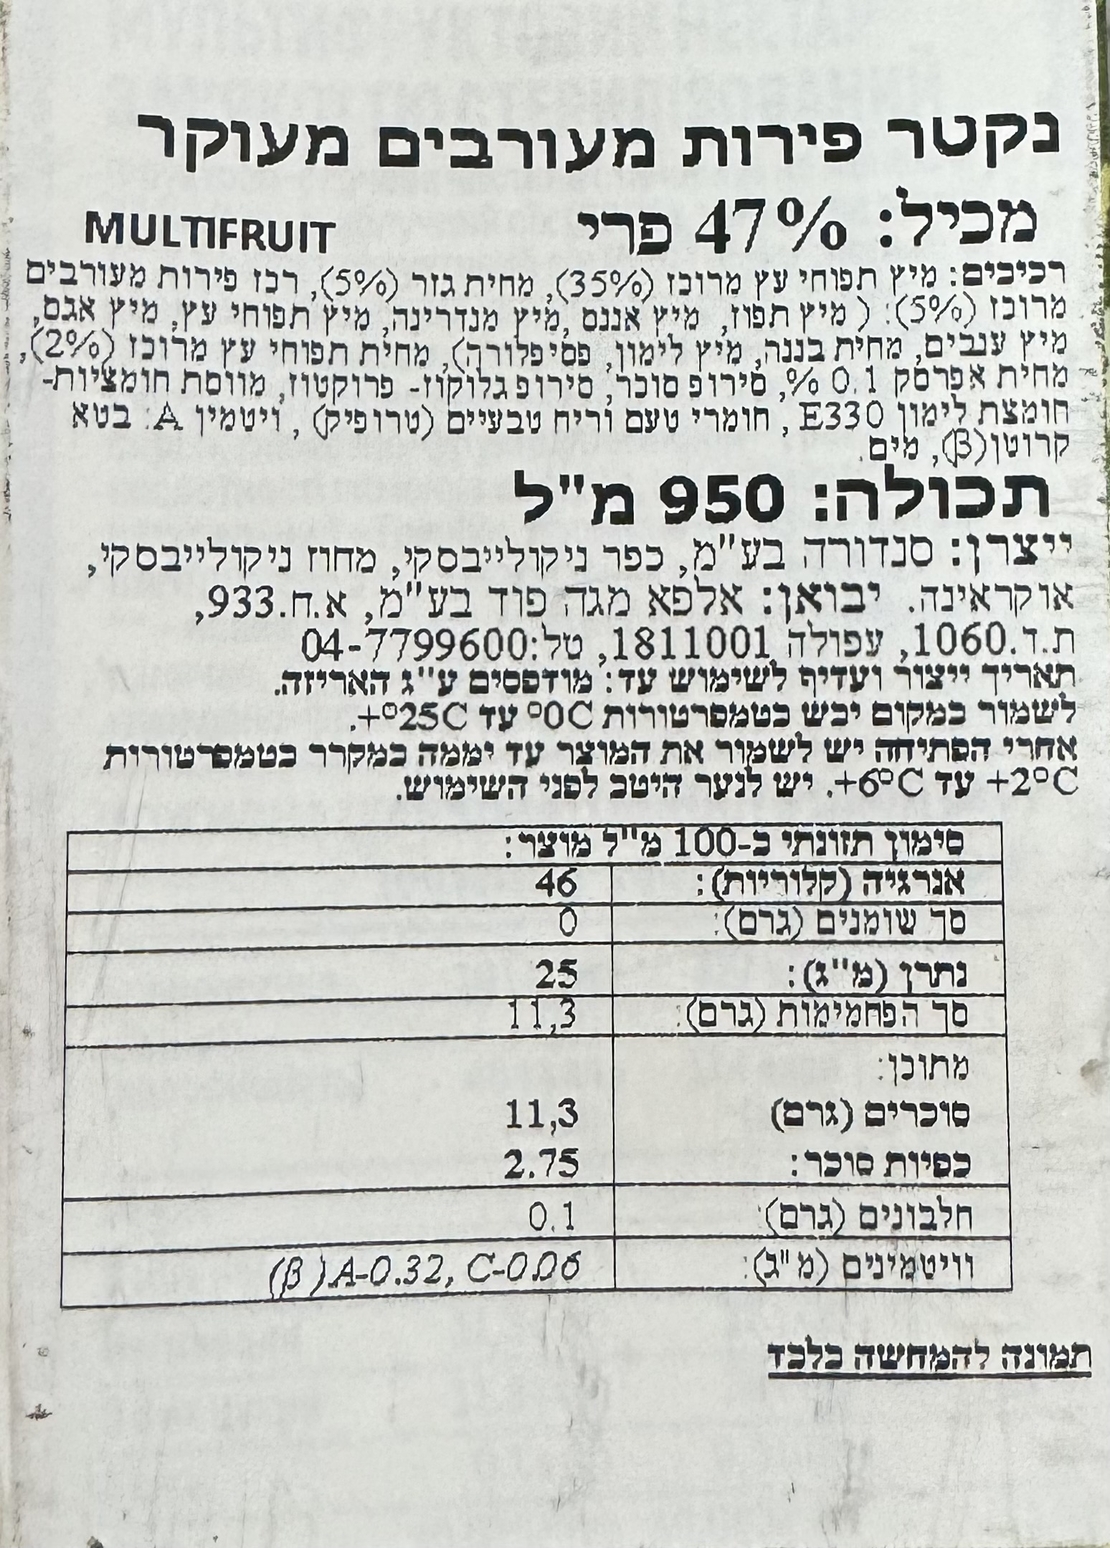 נקטר פירות מעורבים מעוקר
מכיל: 47% פרי
MULTIFRUIT
רכיבים: מיץ תפוחי עץ מרוכז (35%), מחית גזר (5%), רכז פירות מעורבים
מרוכז (5%): ( מיץ תפוז, מיץ אננס ,מיץ מנדרינה, מיץ תפוחי עץ, מיץ אגס,
מיץ ענבים, מחית בננה, מיץ לימון, פסיפלורה), מחית תפוחי עץ מרוכז (2%),
מחית אפרסק 0.1 %, סירופ סוכר, סירופ גלוקוז- פרוקטוז, מווסת חומציות-
חומצת לימון E330 , חומרי טעם וריח טבעיים (טרופיק) , ויטמין A: בטא
קרוטן(β), מים.
תכולה: 950 מ"ל
ייצרן: סנדורה בע"מ, כפר ניקולייבסקי, מחוז ניקולייבסקי,
אוקראינה. יבואן: אלפא מגה פוד בע"מ, א.ח.933,
ת.ד.1060, עפולה 1811001, טל:04-7799600
תאריך ייצור ועדיף לשימוש עד: מודפסים ע"ג האריזה.
לשמור במקום יבש בטמפרטורות 0C° עד 25C°+.
אחרי הפתיחה יש לשמור את המוצר עד יממה במקרר בטמפרטורות
+2°C עד +6°C. יש לנער היטב לפני השימוש.
סימון תזונתי ב-100 מ"ל מוצר:
אנרגיה (קלוריות): 46
סך שומנים (גרם): 0
נתרן (מ"ג): 25
סך הפחמימות (גרם): 11,3
מתוכן:
סוכרים (גרם) 11,3
כפיות סוכר: 2.75
חלבונים (גרם): 0.1
וויטמינים (מ"ג): (β )A-0.32, C-0.06
תמונה להמחשה בלבד